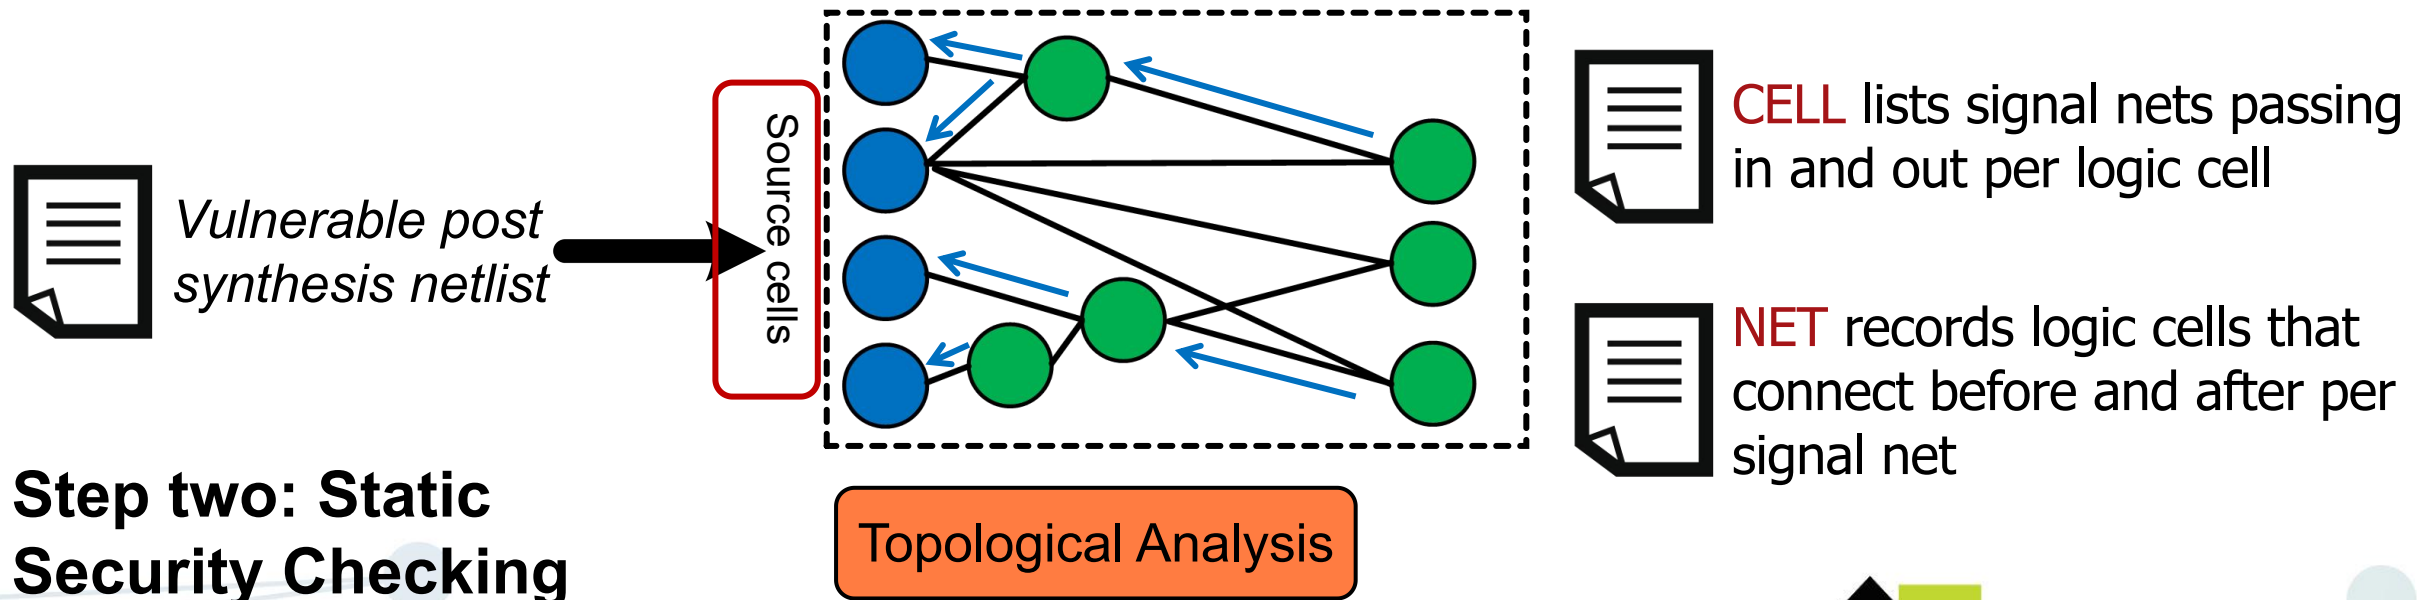 Vulnerable post
synthesis netlist
Source cells
CELL lists signal nets passing
in and out per logic cell
NET records logic cells that
connect before and after per
signal net
Step two: Static
Security Checking
Topological Analysis